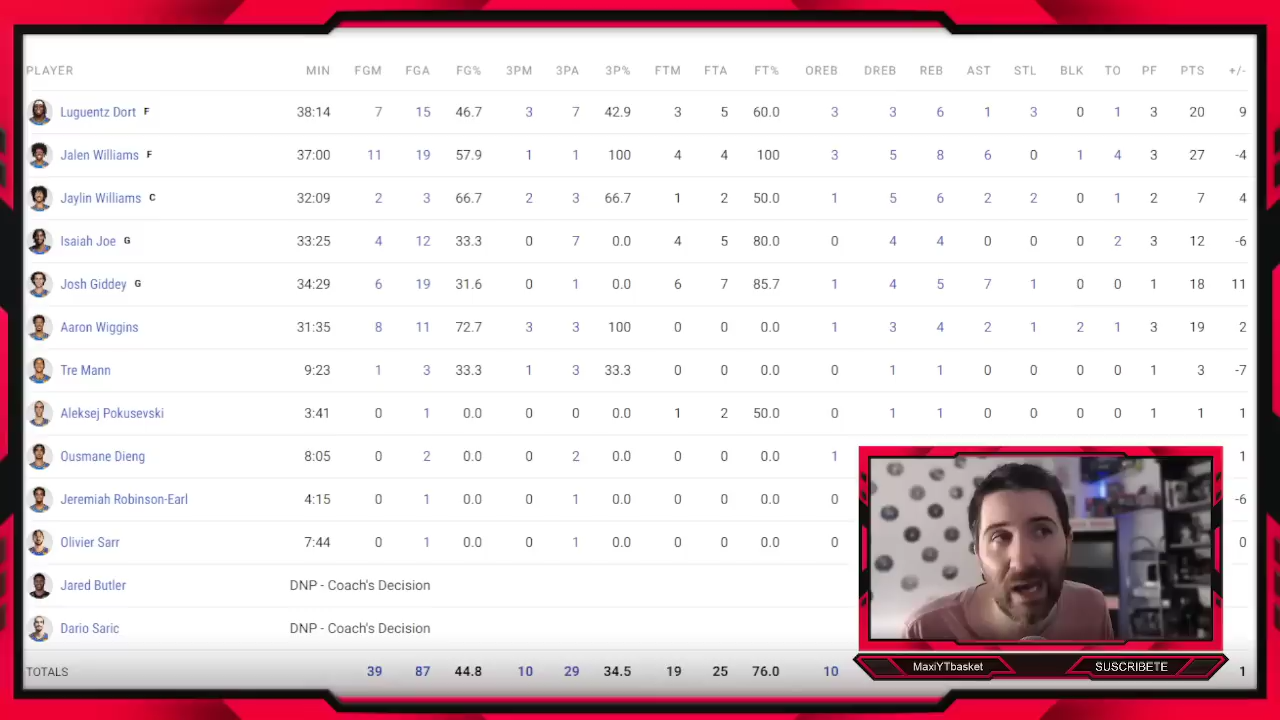 PLAYER MIN FGM FGA FG% 3PM 3PA 3P% FTM FTA FT% OREB DREB REB AST STL BLK TO PF PTS +/-
Luguentz Dort F 38:14 7 15 46.7 3 7 42.9 3 5 60.0 3 3 6 1 3 0 1 3 20 9
Jalen Williams F 37:00 11 19 57.9 1 1 100 4 4 100 3 5 8 6 0 1 4 3 27 -4
Jaylin Williams C 32:09 2 3 66.7 2 3 66.7 1 2 50.0 1 5 6 2 2 0 1 2 7 4
Isaiah Joe G 33:25 4 12 33.3 0 7 0.0 4 5 80.0 0 4 4 0 0 0 2 3 12 -6
Josh Giddey G 34:29 6 19 31.6 0 1 0.0 6 7 85.7 1 4 5 7 1 0 0 1 18 11
Aaron Wiggins 31:35 8 11 72.7 3 3 100 0 0 0.0 1 3 4 2 1 2 1 3 19 2
Tre Mann 9:23 1 3 33.3 1 3 33.3 0 0 0.0 0 1 1 0 0 0 0 1 3 -7
Aleksej Pokusevski 3:41 0 1 0.0 0 0 0.0 1 2 50.0 0 1 1 0 0 0 0 1 1 1
Ousmane Dieng 8:05 0 2 0.0 0 2 0.0 0 0 0.0 1 1
Jeremiah Robinson-Earl 4:15 0 1 0.0 0 1 0.0 0 0 0.0 0 -6
Olivier Sarr 7:44 0 1 0.0 0 1 0.0 0 0 0.0 0 0
Jared Butler DNP - Coach's Decision
Dario Saric DNP - Coach's Decision
TOTALS 39 87 44.8 10 29 34.5 19 25 76.0 10 1
MaxiYTbasket SUSCRIBETE